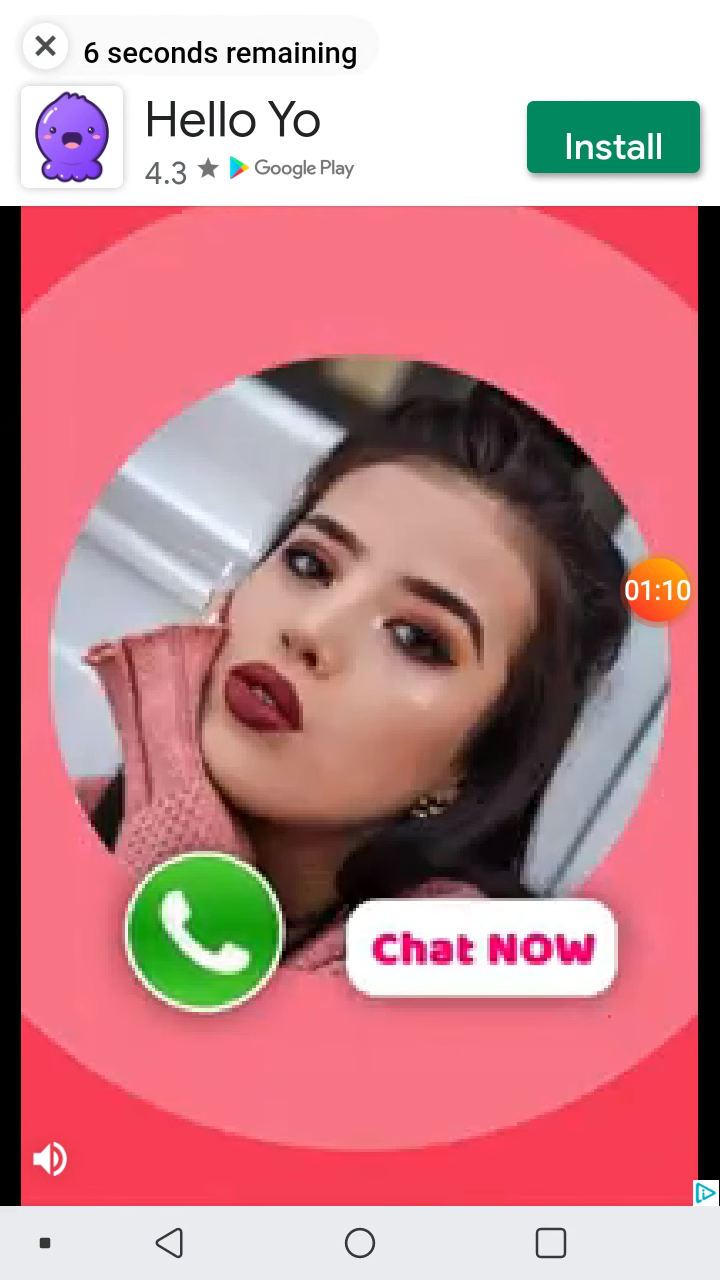 6 seconds remaining
Hello Yo
4.3 Google Play
Install
01:10
Chat NOW